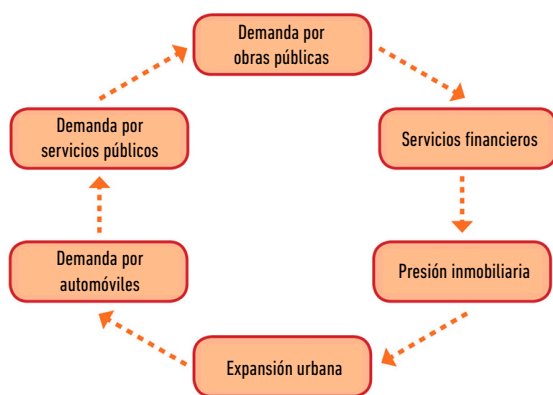 Demanda por
obras públicas
Servicios financieros
Presión inmobiliaria
Expansión urbana
Demanda por
automóviles
Demanda por
servicios públicos